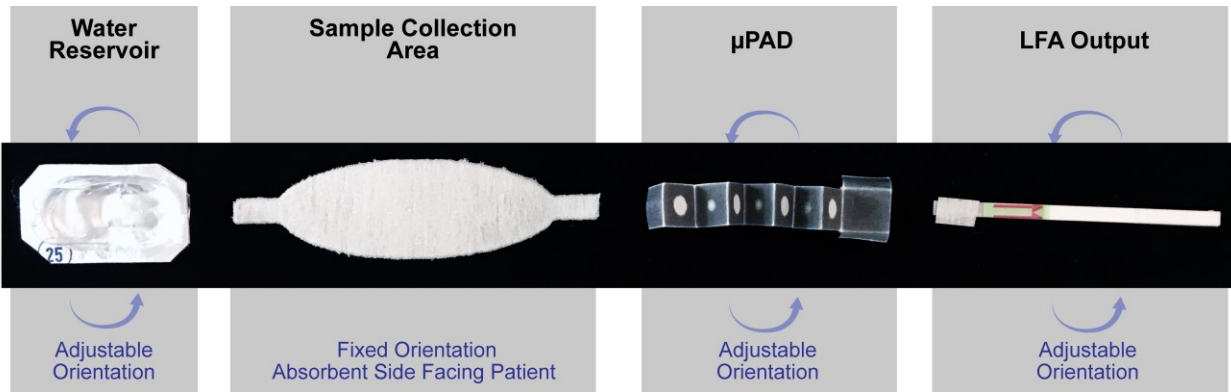 Water
Reservoir
Sample Collection
Area
µPAD
LFA Output
(25)
Adjustable
Orientation
Fixed Orientation
Absorbent Side Facing Patient
Adjustable
Orientation
Adjustable
Orientation